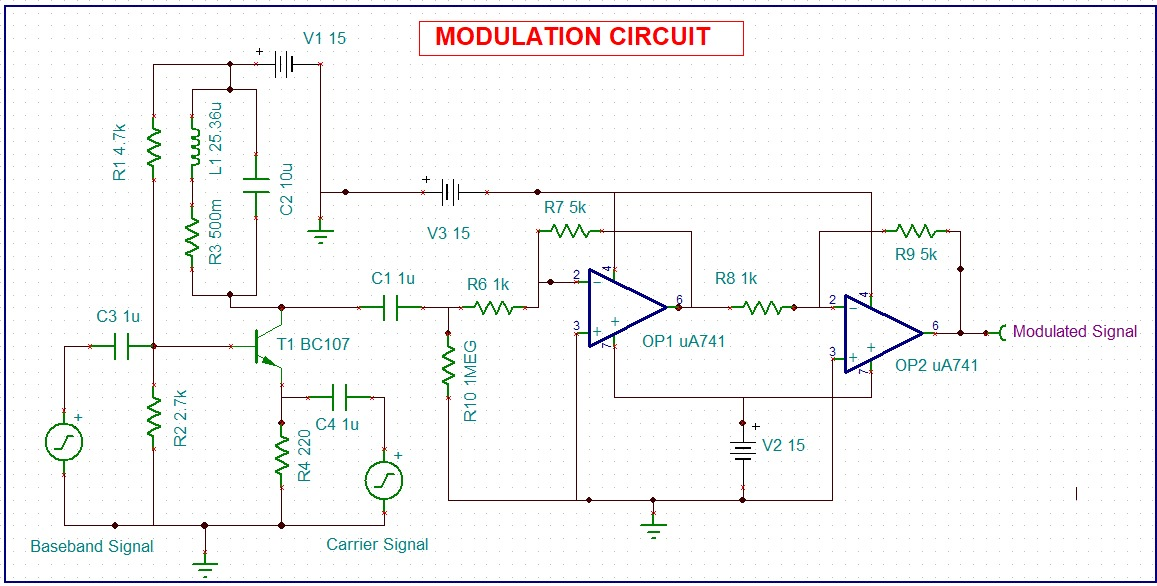 MODULATION CIRCUIT
V1 15
+
R1 4.7k
L1 25.36u
C2 10u
R3 500m
+
V3 15
R7 5k
R9 5k
C1 1u
R6 1k
2
-
4
3
+
+
7
6
OP1 uA741
R8 1k
2
-
4
3
+
+
7
6
OP2 uA741
Modulated Signal
C3 1u
T1 BC107
R10 1MEG
R2 2.7k
C4 1u
R4 220
+
+
+
V2 15
Baseband Signal
Carrier Signal